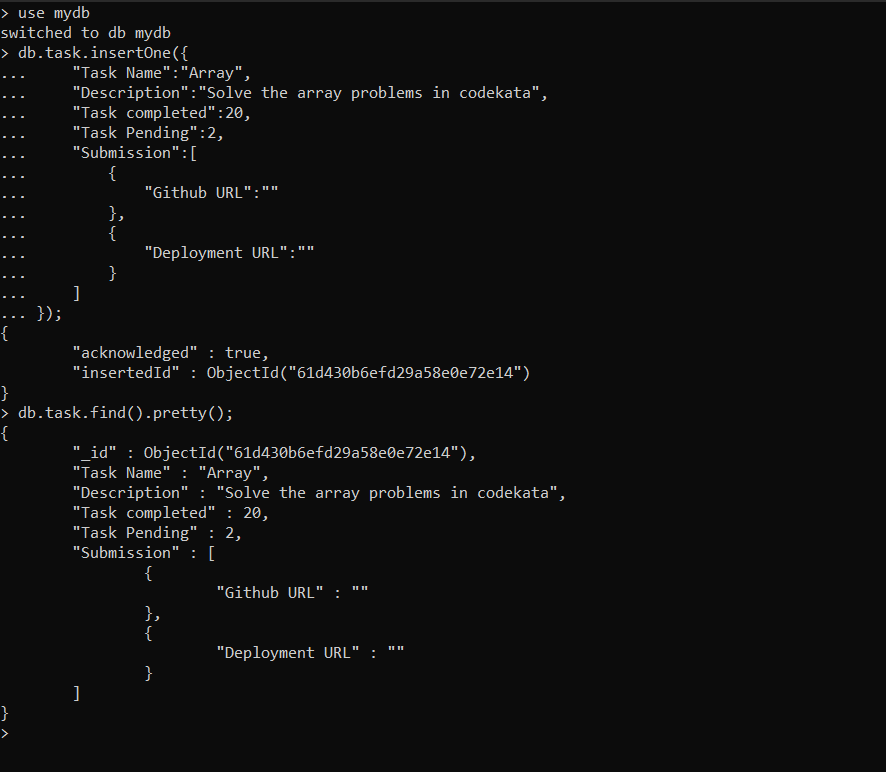 > use mydb
switched to db mydb
> db.task.insertOne({
...     "Task Name":"Array",
...     "Description":"Solve the array problems in codekata",
...     "Task completed":20,
...     "Task Pending":2,
...     "Submission":[
...         {
...             "Github URL":""
...         },
...         {
...             "Deployment URL":""
...         }
...     ]
... });
{
        "acknowledged" : true,
        "insertedId" : ObjectId("61d430b6efd29a58e0e72e14")
}
> db.task.find().pretty();
{
        "_id" : ObjectId("61d430b6efd29a58e0e72e14"),
        "Task Name" : "Array",
        "Description" : "Solve the array problems in codekata",
        "Task completed" : 20,
        "Task Pending" : 2,
        "Submission" : [
                {
                        "Github URL" : ""
                },
                {
                        "Deployment URL" : ""
                }
        ]
}
>